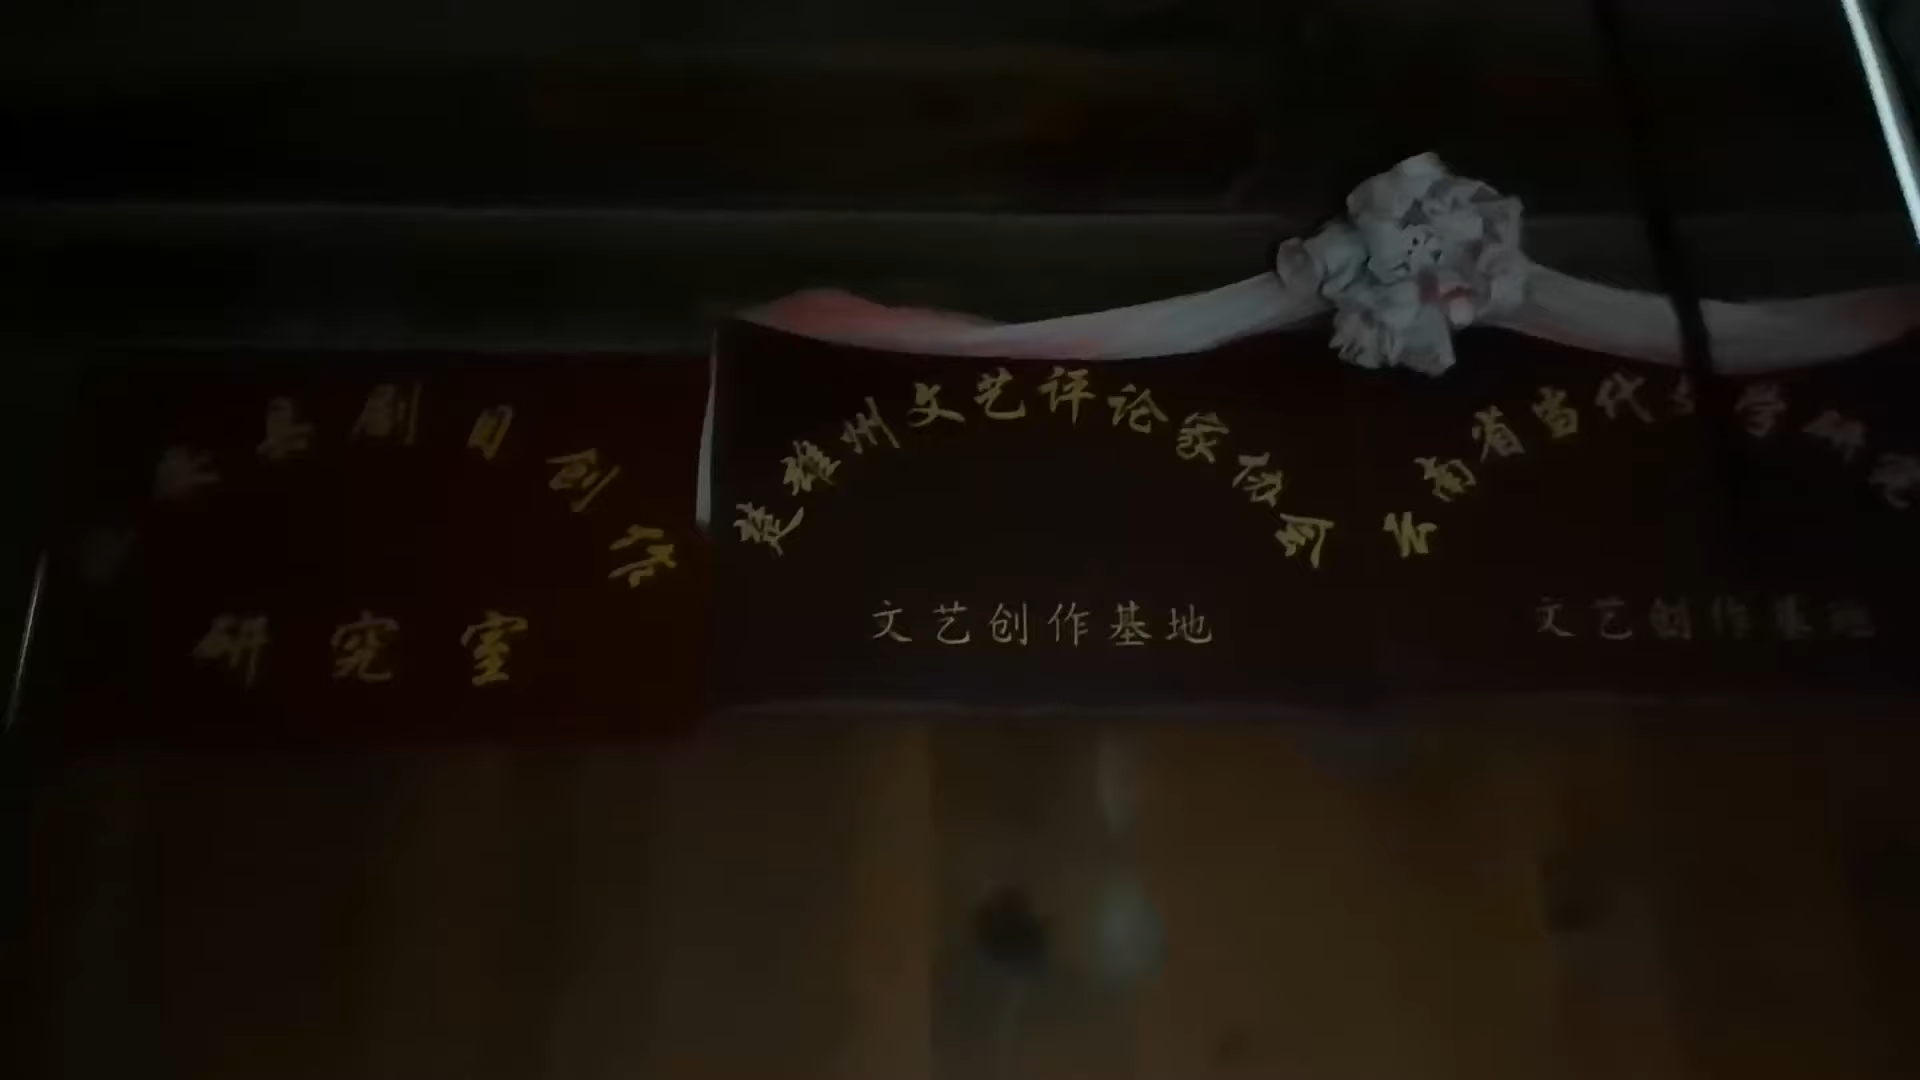 县剧目创作
研究室
楚雄州文艺评论家协会
文艺创作基地
云南省当代文学研究
文艺创作基地